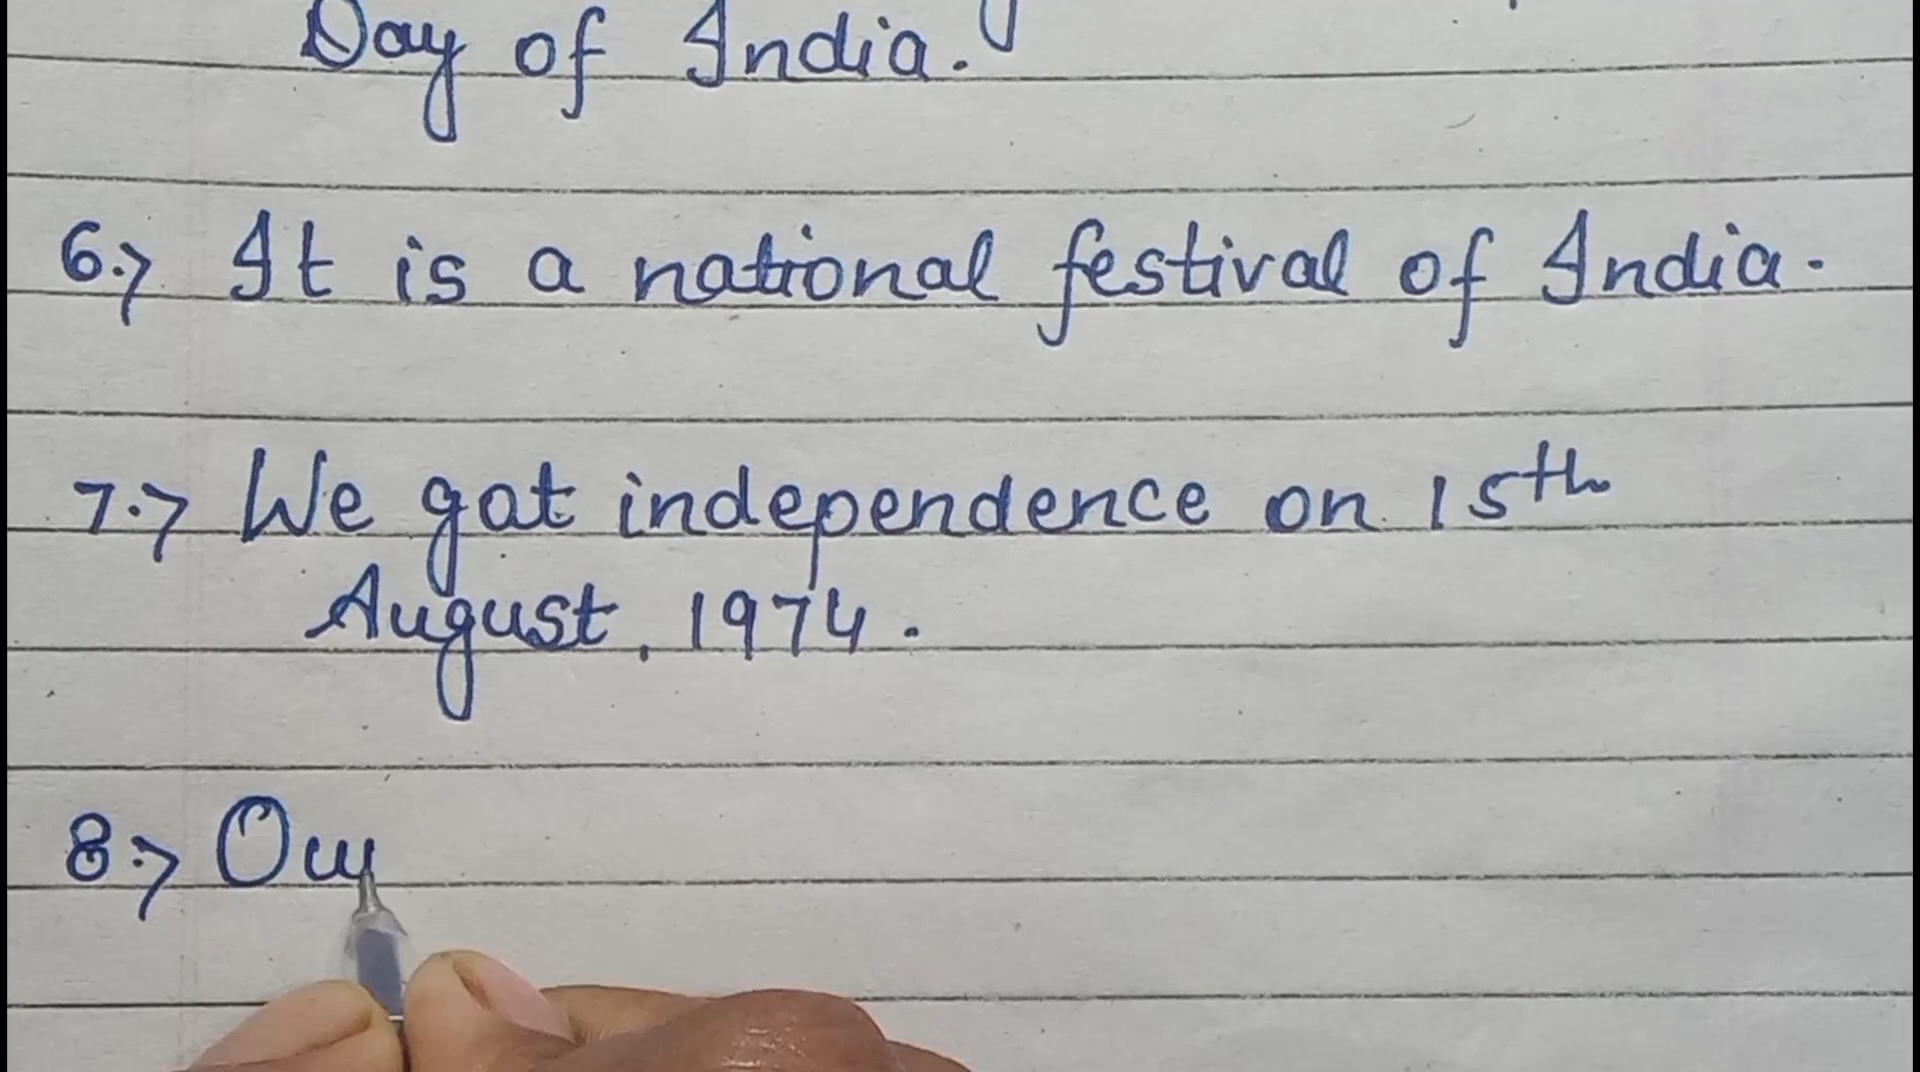 Day of India.
6.> It is a national festival of India.
7.> We got independence on 15th
August, 1974.
8.> Our